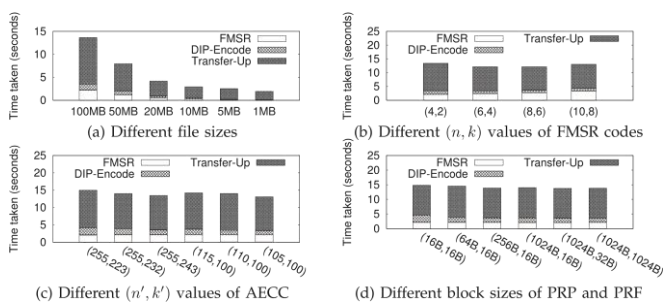 Time taken (seconds)
15
10
5
0
FMSR
DIP-Encode
Transfer-Up
100MB 50MB 20MB 10MB 5MB 1MB
(a) Different file sizes
Time taken (seconds)
25
20
15
10
5
0
FMSR
DIP-Encode
Transfer-Up
(4,2) (6,4) (8,6) (10,8)
(b) Different (n, k) values of FMSR codes
Time taken (seconds)
25
20
15
10
5
0
FMSR
DIP-Encode
Transfer-Up
(255,223) (255,232) (255,243) (115,100) (110,100) (105,100)
(c) Different (n′, k′) values of AECC
Time taken (seconds)
25
20
15
10
5
0
FMSR
DIP-Encode
Transfer-Up
(16B,16B) (64B,16B) (256B,16B) (1024B,16B) (1024B,32B) (1024B,1024B)
(d) Different block sizes of PRP and PRF